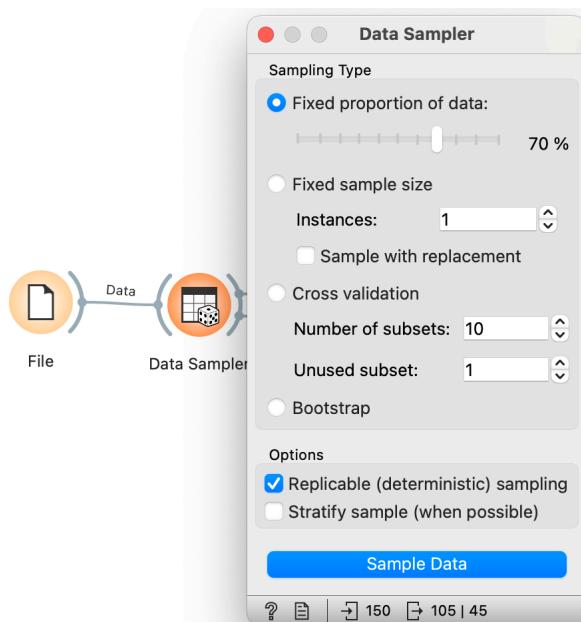 Data Sampler
Sampling Type
Fixed proportion of data:
70 %
Fixed sample size
Instances: 1
Sample with replacement
Cross validation
Number of subsets: 10
Unused subset: 1
Bootstrap
Options
Replicable (deterministic) sampling
Stratify sample (when possible)
Sample Data
? 150 105 | 45
Data
File
Data Sampler